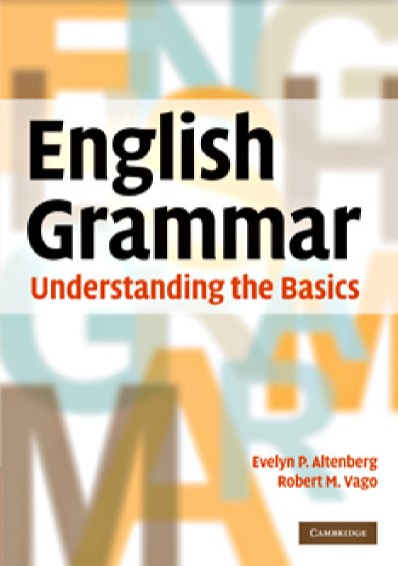 English
Grammar
Understanding the Basics
Evelyn P. Altenberg
Robert M. Vago
CAMBRIDGE